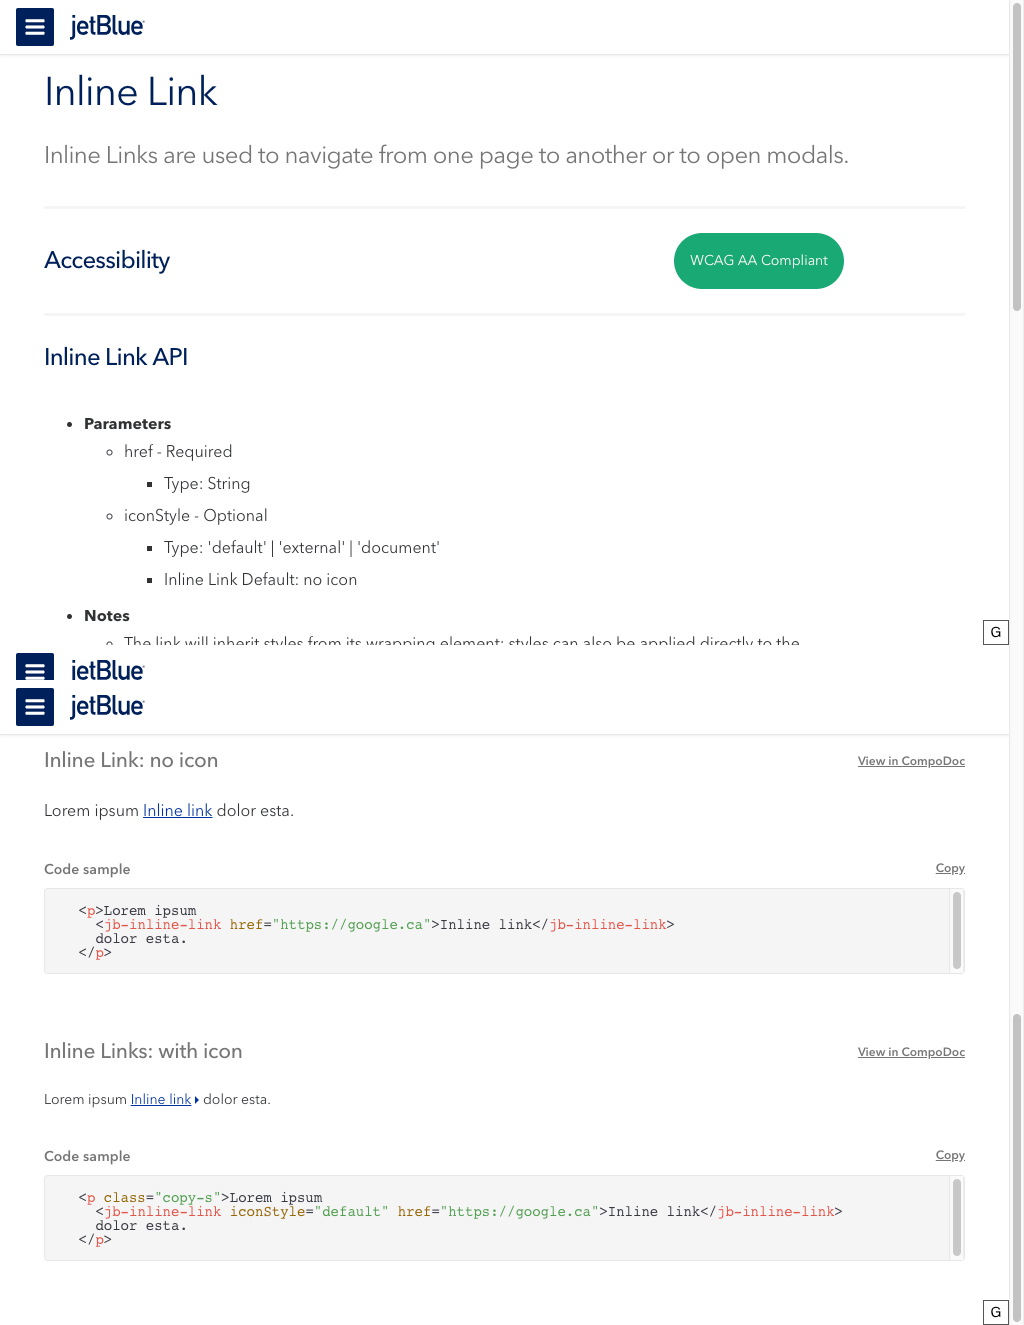 jetBlue
Inline Link
Inline Links are used to navigate from one page to another or to open modals.
Accessibility
WCAG AA Compliant
Inline Link API
Parameters
href - Required
Type: String
iconStyle - Optional
Type: 'default' | 'external' | 'document'
Inline Link Default: no icon
Notes
The link will inherit styles from its wrapping element; styles can also be applied directly to the
G
jetBlue
jetBlue
Inline Link: no icon
View in CompoDoc
Lorem ipsum Inline link dolor esta.
Code sample
Copy
<p>Lorem ipsum
<jb-inline-link href="https://google.ca">Inline link</jb-inline-link>
dolor esta.
</p>
Inline Links: with icon
View in CompoDoc
Lorem ipsum Inline link dolor esta.
Code sample
Copy
<p class="copy-s">Lorem ipsum
<jb-inline-link iconStyle="default" href="https://google.ca">Inline link</jb-inline-link>
dolor esta.
</p>
G